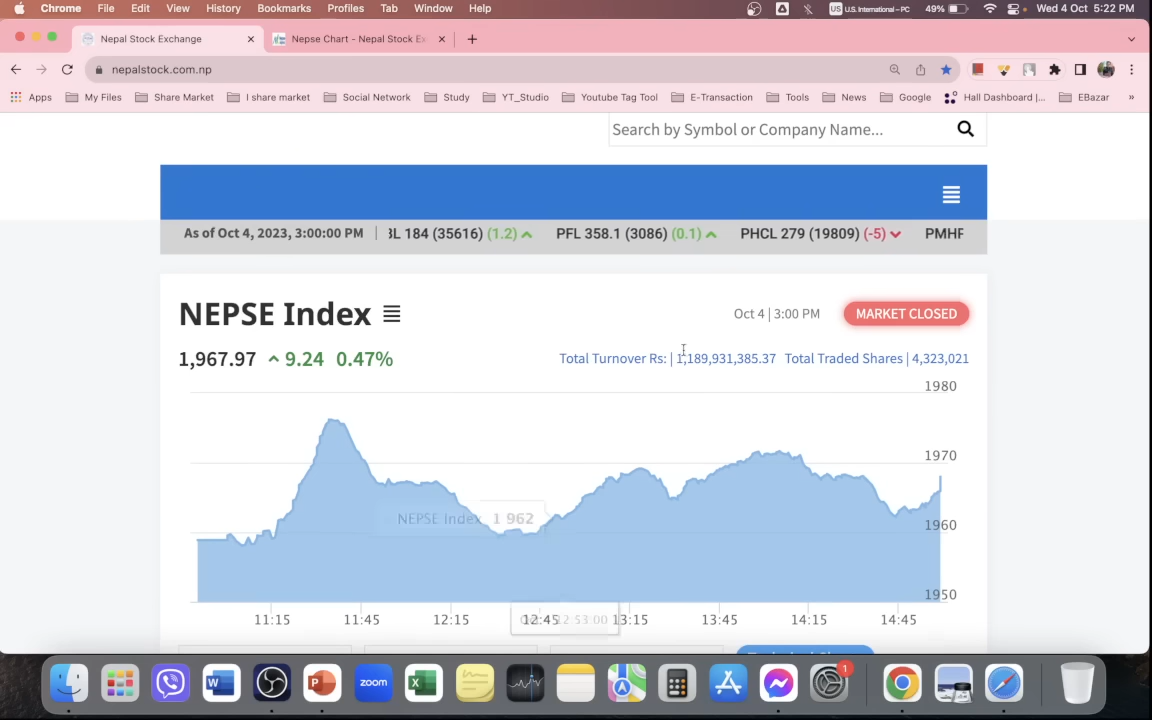 Chrome File Edit View History Bookmarks Profiles Tab Window Help US U.S. International – PC 49% Wed 4 Oct 5:22 PM
Nepal Stock Exchange Nepse Chart - Nepal Stock Ex
nepalstock.com.np
Apps My Files Share Market I share market Social Network Study YT_Studio Youtube Tag Tool E-Transaction Tools News Google Hall Dashboard |... EBazar »
Search by Symbol or Company Name...
As of Oct 4, 2023, 3:00:00 PM | BL 184 (35616) (1.2) PFL 358.1 (3086) (0.1) PHCL 279 (19809) (-5) PMHF
NEPSE Index Oct 4 | 3:00 PM MARKET CLOSED
1,967.97 9.24 0.47% Total Turnover Rs: | 1,189,931,385.37 Total Traded Shares | 4,323,021
1980
1970
NEPSE Index 1 962
1960
1950
11:15 11:45 12:15 12:45 13:15 13:45 14:15 14:45
W P zoom X 1